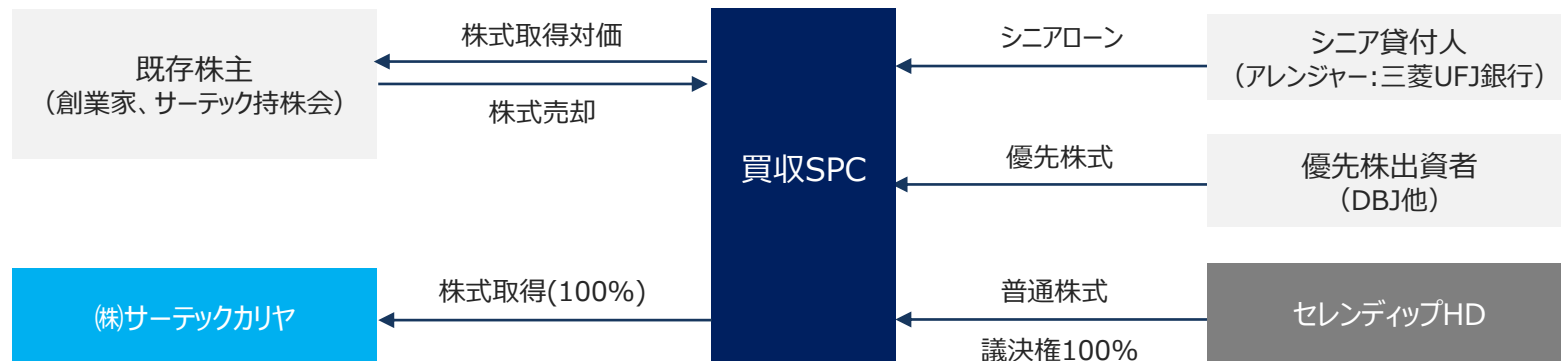 既存株主
（創業家、サーテック持株会）
株式取得対価
株式売却
買収SPC
シニアローン
シニア貸付人
（アレンジャー：三菱UFJ銀行）
優先株式
優先株出資者
（DBJ他）
㈱サーテックカリヤ
株式取得(100%)
普通株式
議決権100%
セレンディップHD